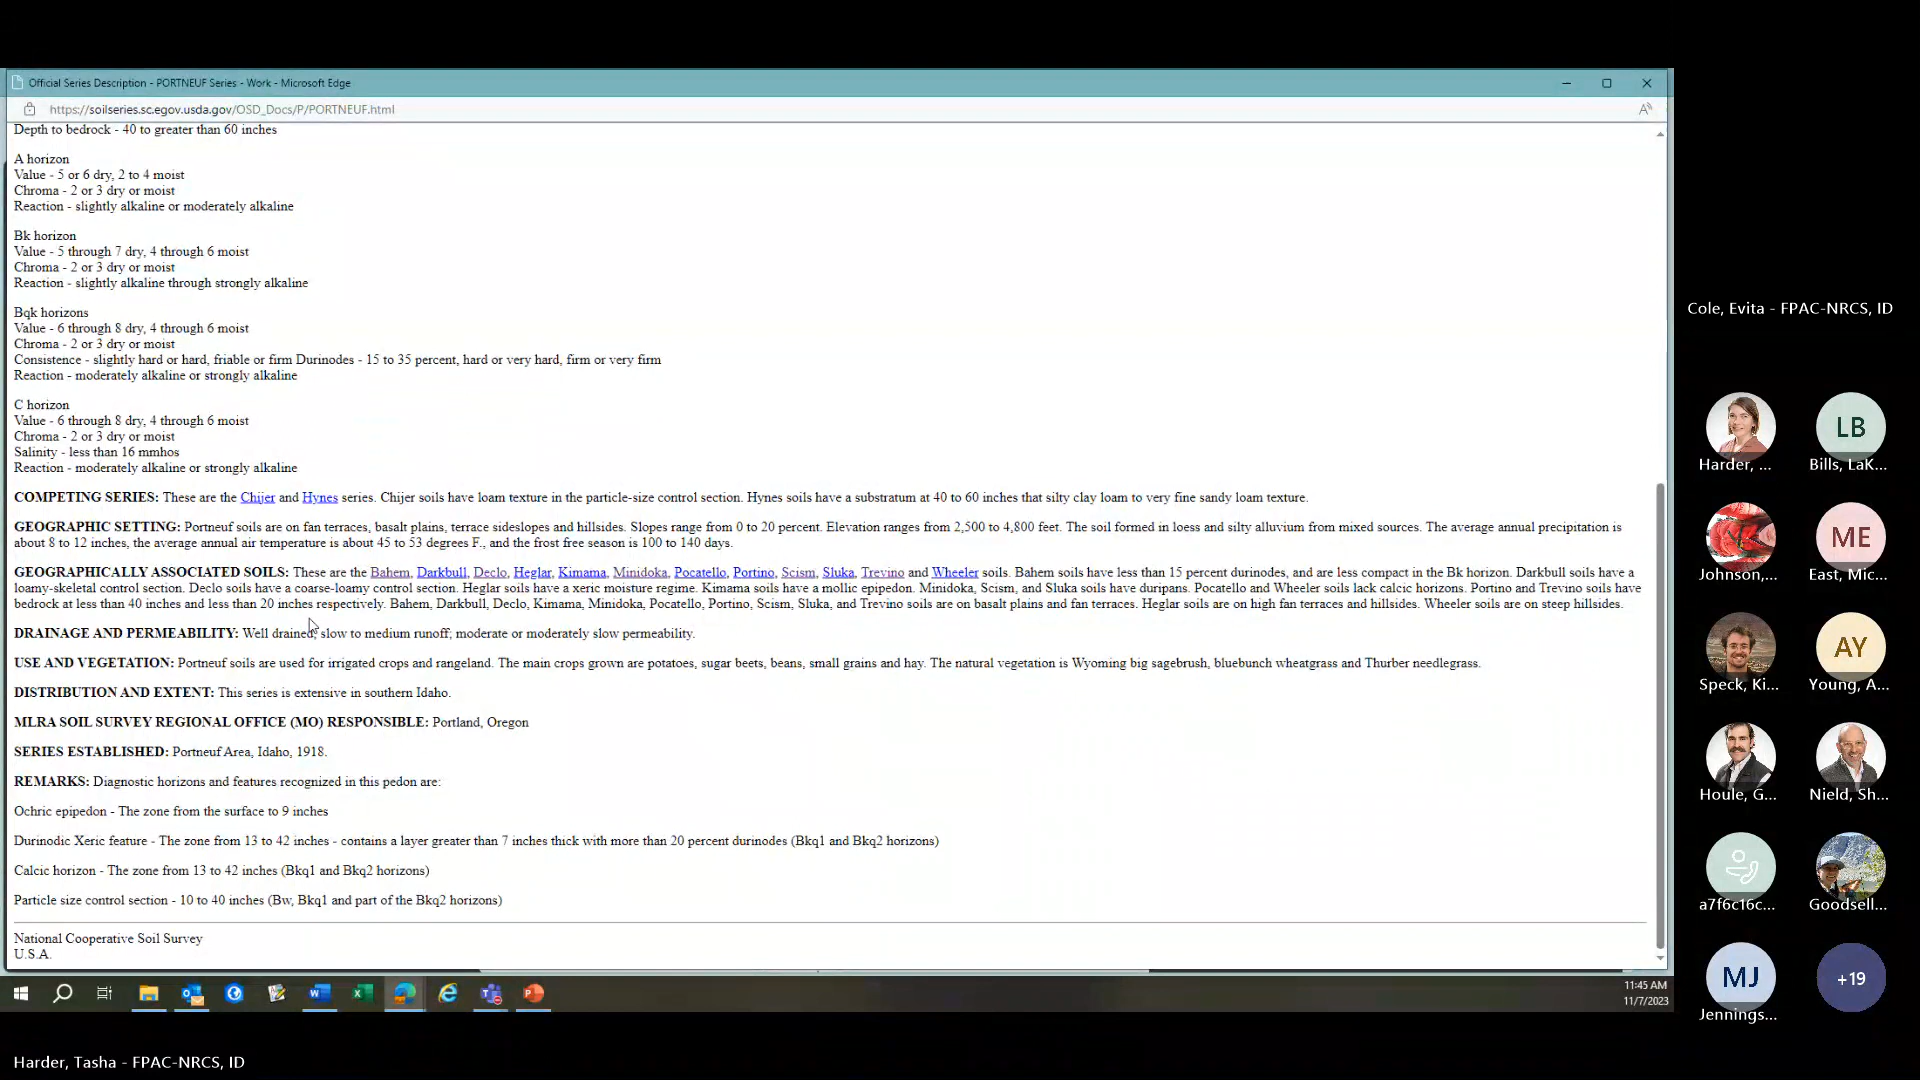 Official Series Description - PORTNEUF Series - Work - Microsoft Edge
https://soilseries.sc.egov.usda.gov/OSD_Docs/P/PORTNEUF.html
Depth to bedrock - 40 to greater than 60 inches
A horizon
Value - 5 or 6 dry, 2 to 4 moist
Chroma - 2 or 3 dry or moist
Reaction - slightly alkaline or moderately alkaline
Bk horizon
Value - 5 through 7 dry, 4 through 6 moist
Chroma - 2 or 3 dry or moist
Reaction - slightly alkaline through strongly alkaline
Bqk horizons
Value - 6 through 8 dry, 4 through 6 moist
Chroma - 2 or 3 dry or moist
Consistence - slightly hard or hard, friable or firm Durinodes - 15 to 35 percent, hard or very hard, firm or very firm
Reaction - moderately alkaline or strongly alkaline
C horizon
Value - 6 through 8 dry, 4 through 6 moist
Chroma - 2 or 3 dry or moist
Salinity - less than 16 mmhos
Reaction - moderately alkaline or strongly alkaline
COMPETING SERIES: These are the Chijer and Hynes series. Chijer soils have loam texture in the particle-size control section. Hynes soils have a substratum at 40 to 60 inches that silty clay loam to very fine sandy loam texture.
GEOGRAPHIC SETTING: Portneuf soils are on fan terraces, basalt plains, terrace sideslopes and hillsides. Slopes range from 0 to 20 percent. Elevation ranges from 2,500 to 4,800 feet. The soil formed in loess and silty alluvium from mixed sources. The average annual precipitation is
about 8 to 12 inches, the average annual air temperature is about 45 to 53 degrees F., and the frost free season is 100 to 140 days.
GEOGRAPHICALLY ASSOCIATED SOILS: These are the Bahem, Darkbull, Declo, Heglar, Kimama, Minidoka, Pocatello, Portino, Scism, Sluka, Trevino and Wheeler soils. Bahem soils have less than 15 percent durinodes, and are less compact in the Bk horizon. Darkbull soils have a
loamy-skeletal control section. Declo soils have a coarse-loamy control section. Heglar soils have a xeric moisture regime. Kimama soils have a mollic epipedon. Minidoka, Scism, and Sluka soils have duripans. Pocatello and Wheeler soils lack calcic horizons. Portino and Trevino soils have
bedrock at less than 40 inches and less than 20 inches respectively. Bahem, Darkbull, Declo, Kimama, Minidoka, Pocatello, Portino, Scism, Sluka, and Trevino soils are on basalt plains and fan terraces. Heglar soils are on high fan terraces and hillsides. Wheeler soils are on steep hillsides.
DRAINAGE AND PERMEABILITY: Well drained; slow to medium runoff; moderate or moderately slow permeability.
USE AND VEGETATION: Portneuf soils are used for irrigated crops and rangeland. The main crops grown are potatoes, sugar beets, beans, small grains and hay. The natural vegetation is Wyoming big sagebrush, bluebunch wheatgrass and Thurber needlegrass.
DISTRIBUTION AND EXTENT: This series is extensive in southern Idaho.
MLRA SOIL SURVEY REGIONAL OFFICE (MO) RESPONSIBLE: Portland, Oregon
SERIES ESTABLISHED: Portneuf Area, Idaho, 1918.
REMARKS: Diagnostic horizons and features recognized in this pedon are:
Ochric epipedon - The zone from the surface to 9 inches
Durinodic Xeric feature - The zone from 13 to 42 inches - contains a layer greater than 7 inches thick with more than 20 percent durinodes (Bkq1 and Bkq2 horizons)
Calcic horizon - The zone from 13 to 42 inches (Bkq1 and Bkq2 horizons)
Particle size control section - 10 to 40 inches (Bw, Bkq1 and part of the Bkq2 horizons)
National Cooperative Soil Survey
U.S.A.
11:45 AM
11/7/2023
Cole, Evita - FPAC-NRCS, ID
Harder, ...
LB
Bills, LaK...
Johnson,...
ME
East, Mic...
Speck, Ki...
AY
Young, A...
Houle, G...
Nield, Sh...
a7f6c16c...
Goodsell...
MJ
Jennings...
+19
Harder, Tasha - FPAC-NRCS, ID